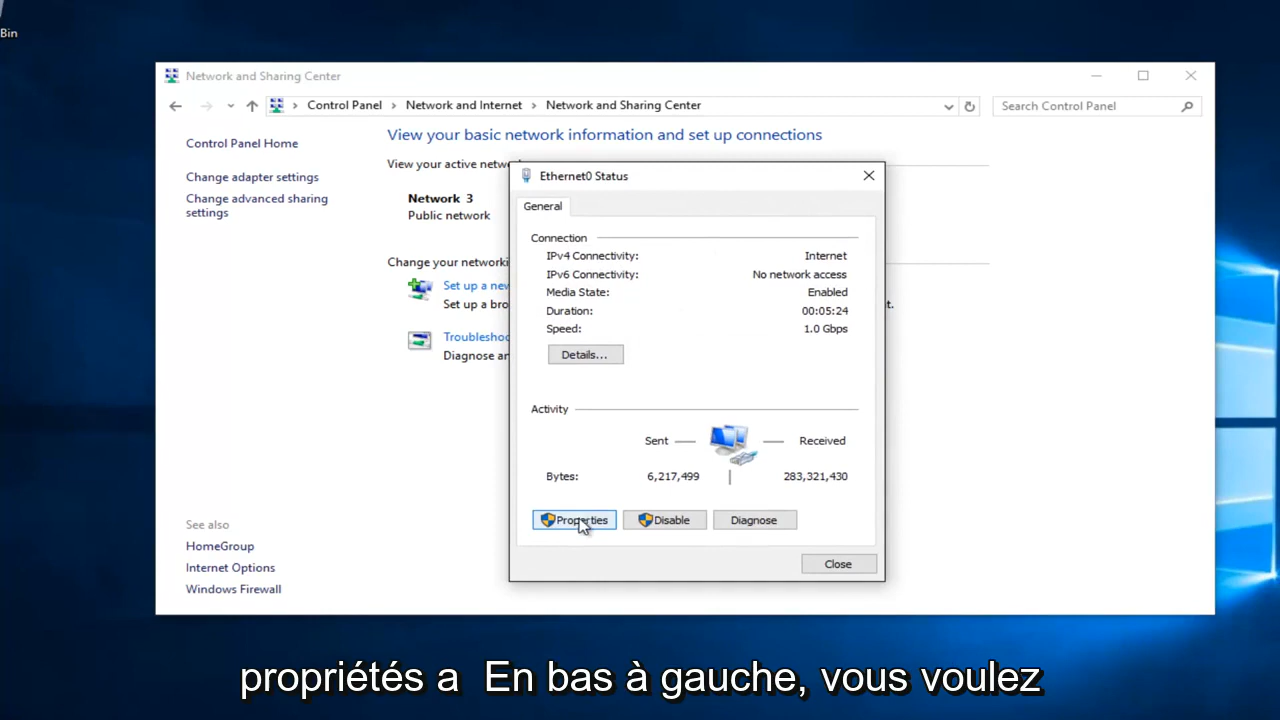 Bin
Network and Sharing Center
Control Panel
Network and Internet
Network and Sharing Center
Search Control Panel
Control Panel Home
Change adapter settings
Change advanced sharing
settings
See also
HomeGroup
Internet Options
Windows Firewall
View your basic network information and set up connections
View your active netwo
Network 3
Public network
Change your networki
Set up a new
Set up a bro
t.
Troubleshoo
Diagnose an
Ethernet0 Status
General
Connection
IPv4 Connectivity: Internet
IPv6 Connectivity: No network access
Media State: Enabled
Duration: 00:05:24
Speed: 1.0 Gbps
Details...
Activity
Sent Received
Bytes: 6,217,499 283,321,430
Properties Disable Diagnose
Close
propriétés a En bas à gauche, vous voulez